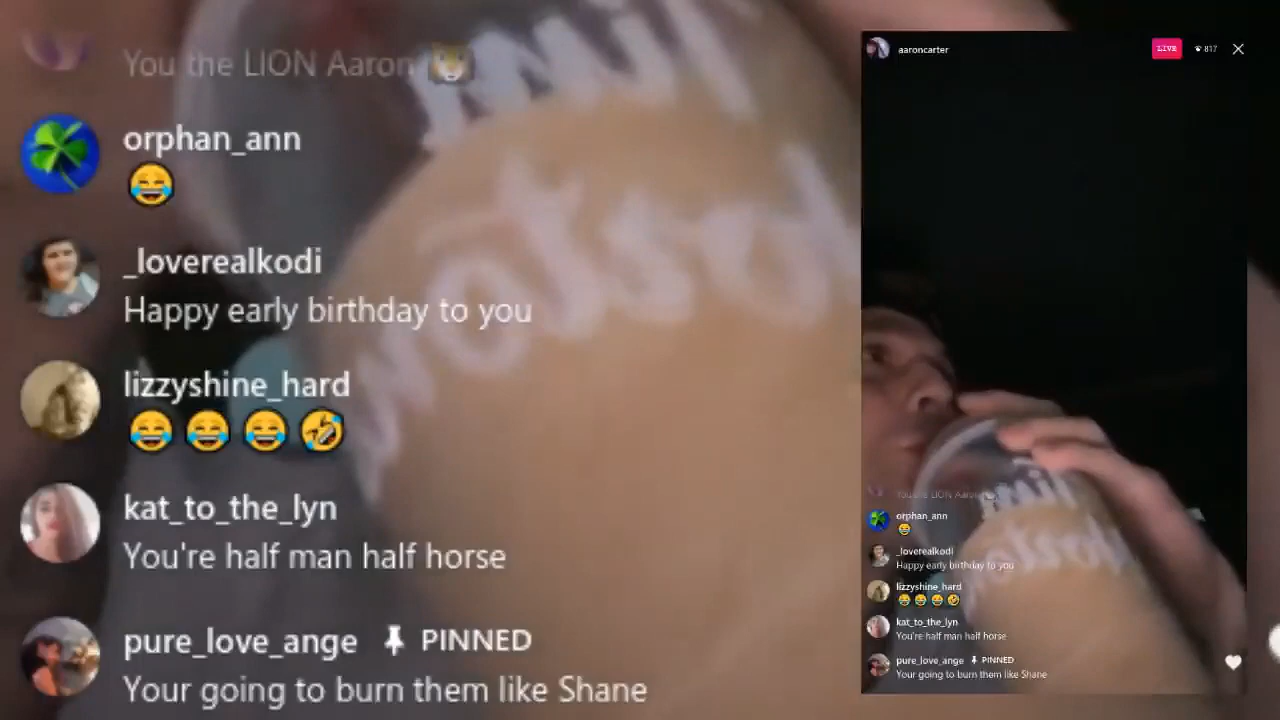 You the LION Aaron 🦁
orphan_ann
😂
_loverealkodi
Happy early birthday to you
lizzyshine_hard
😂😂😂🤣
kat_to_the_lyn
You're half man half horse
pure_love_ange PINNED
Your going to burn them like Shane
aaroncarter LIVE 817
You the LION Aaron
orphan_ann
😂
_loverealkodi
Happy early birthday to you
lizzyshine_hard
😂😂😂🤣
kat_to_the_lyn
You're half man half horse
pure_love_ange PINNED
Your going to burn them like Shane